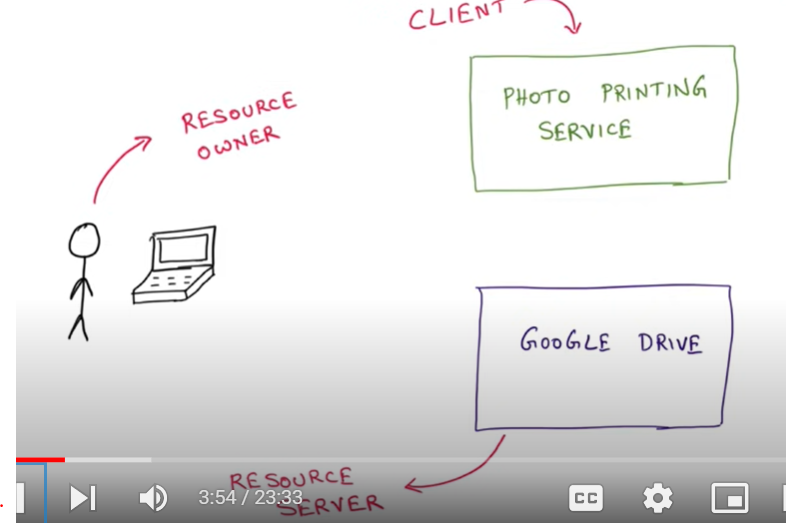 CLIENT
PHOTO PRINTING
SERVICE
RESOURCE
OWNER
GOOGLE DRIVE
RESOURCE
SERVER
3:54 / 23:33
CC